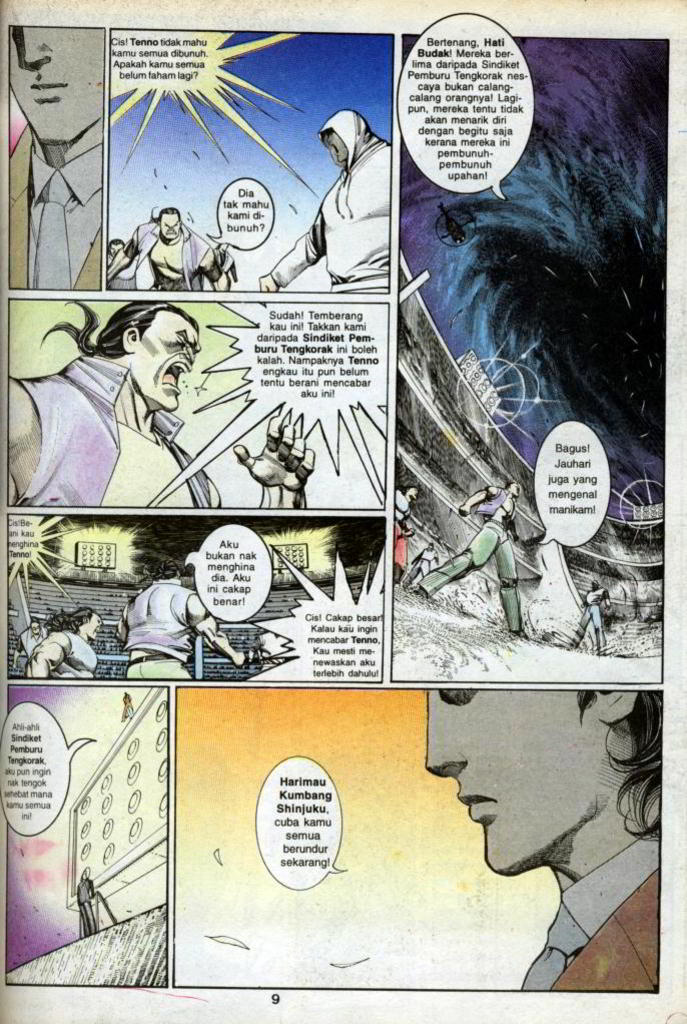 Cis! Tenno tidak mahu
kamu semua dibunuh.
Apakah kamu semua
belum faham lagi?
Dia
tak mahu
kami di-
bunuh?
Bertenang, Hati
Budak! Mereka ber-
lima daripada Sindiket
Pemburu Tengkorak nes-
caya bukan calang-
calang orangnya! Lagi-
pun, mereka tentu tidak
akan menarik diri
dengan begitu saja
kerana mereka ini
pembunuh-
pembunuh
upahan!
Sudah! Temberang
kau ini! Takkan kami
daripada Sindiket Pem-
buru Tengkorak ini boleh
kalah. Nampaknya Tenno
engkau itu pun belum
tentu berani mencabar
aku ini!
Bagus!
Jauhari
juga yang
mengenal
manikam!
Cis!Be-
ani kau
menghina
Tenno!
Aku
bukan nak
menghina
dia. Aku
ini cakap
benar!
Cis! Cakap besar!
Kalau kau ingin
mencabar Tenno,
Kau mesti me-
newaskan aku
terlebih dahulu!
Ahli-ahli
Sindiket
Pemburu
Tengkorak,
aku pun ingin
nak tengok
sehebat mana
kamu semua
ini!
Harimau
Kumbang
Shinjuku,
cuba kamu
semua
berundur
sekarang!
9